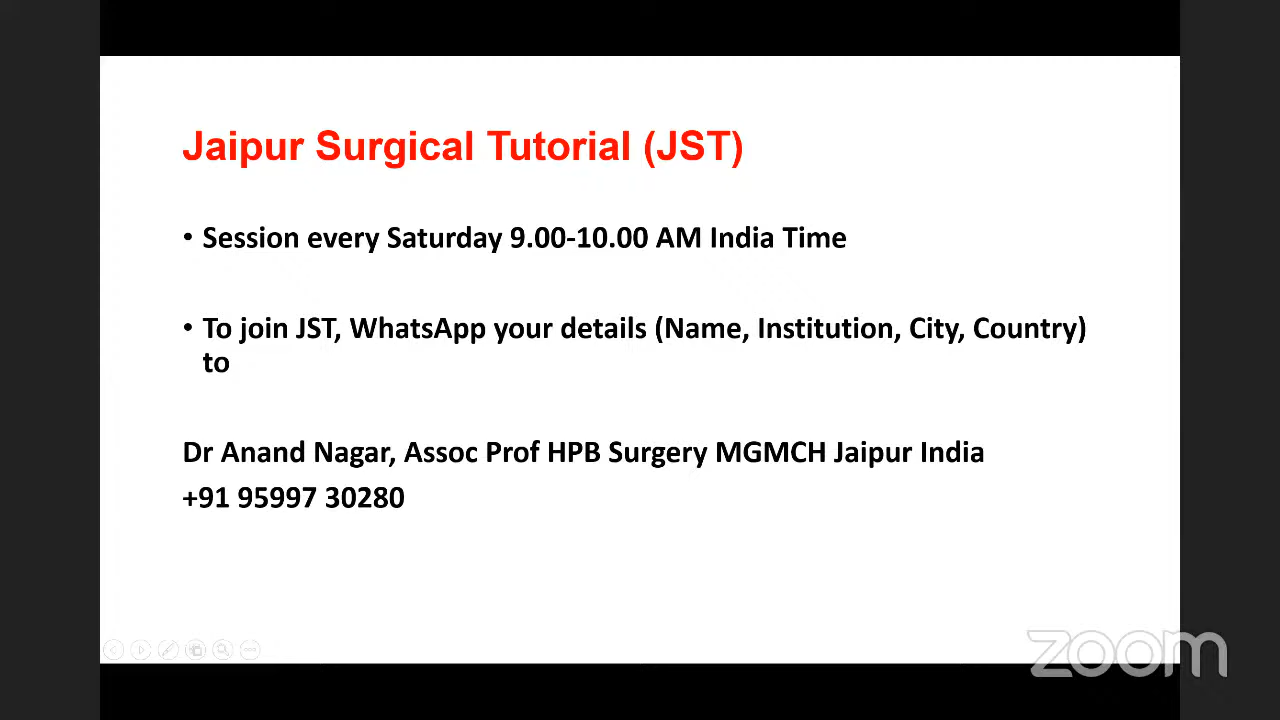 Jaipur Surgical Tutorial (JST)
• Session every Saturday 9.00-10.00 AM India Time
• To join JST, WhatsApp your details (Name, Institution, City, Country)
to
Dr Anand Nagar, Assoc Prof HPB Surgery MGMCH Jaipur India
+91 95997 30280
zoom